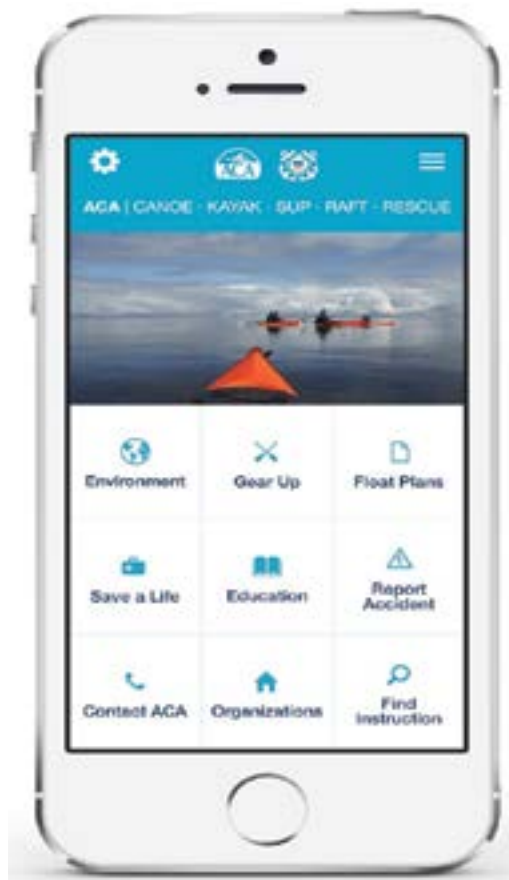 ACA
ACA | CANOE - KAYAK - SUP - RAFT - RESCUE
Environment
Gear Up
Float Plans
Save a Life
Education
Report
Accident
Contact ACA
Organizations
Find
Instruction